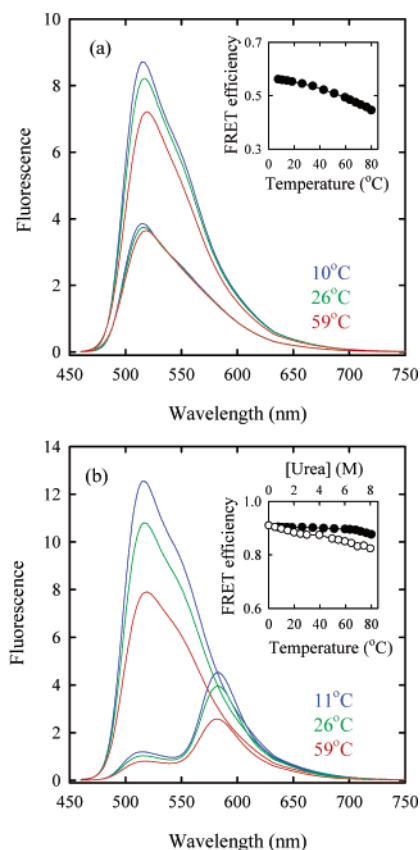 (a)
10
8
6
4
2
0
Fluorescence
400 450 500 550 600 650 700 750
Wavelength (nm)
0.7
0.5
0.3
FRET efficiency
0 20 40 60 80
Temperature (°C)
10°C
26°C
59°C
(b)
14
12
10
8
6
4
2
0
Fluorescence
450 500 550 600 650 700 750
Wavelength (nm)
[Urea] (M)
0 2 4 6 8
1.0
0.8
0.6
FRET efficiency
0 20 40 60 80
Temperature (°C)
11°C
26°C
59°C